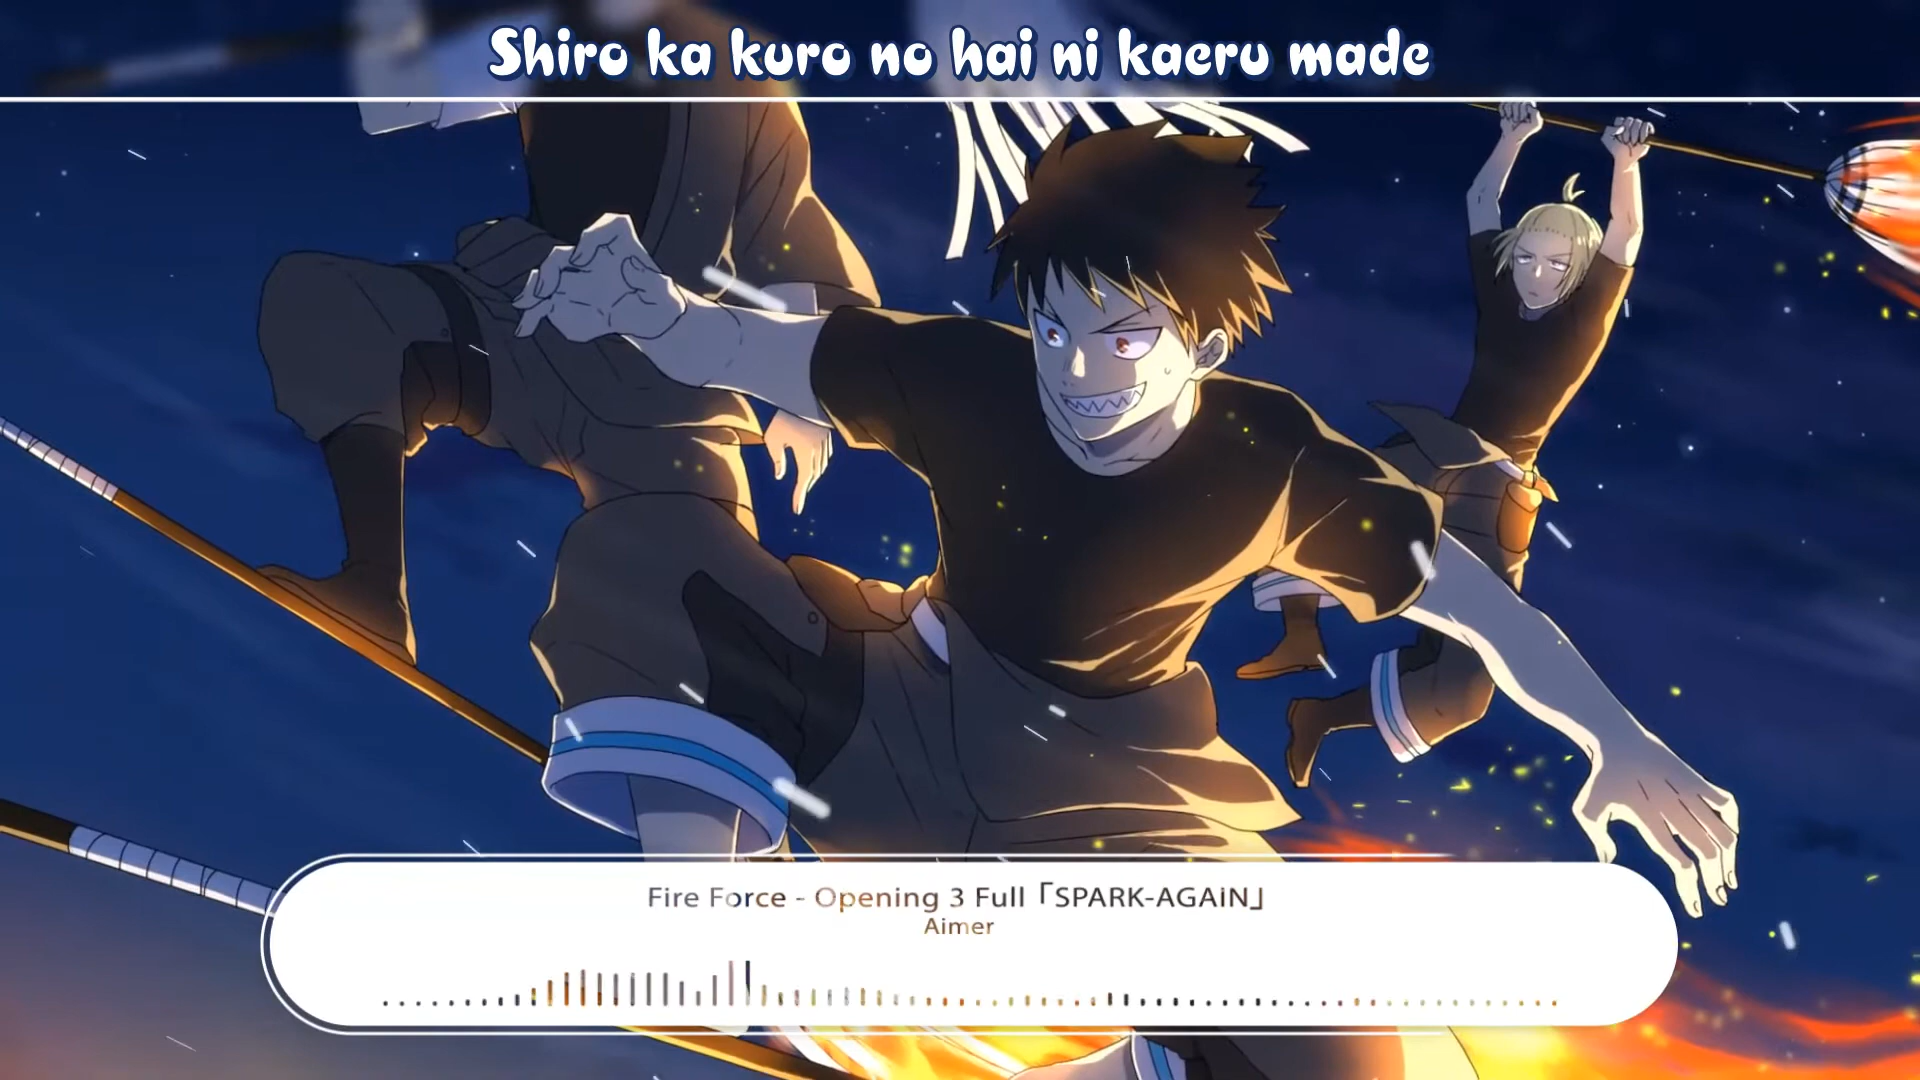 Shiro ka kuro no hai ni kaeru made
Fire Force - Opening 3 Full 「SPARK-AGAIN」
Aimer